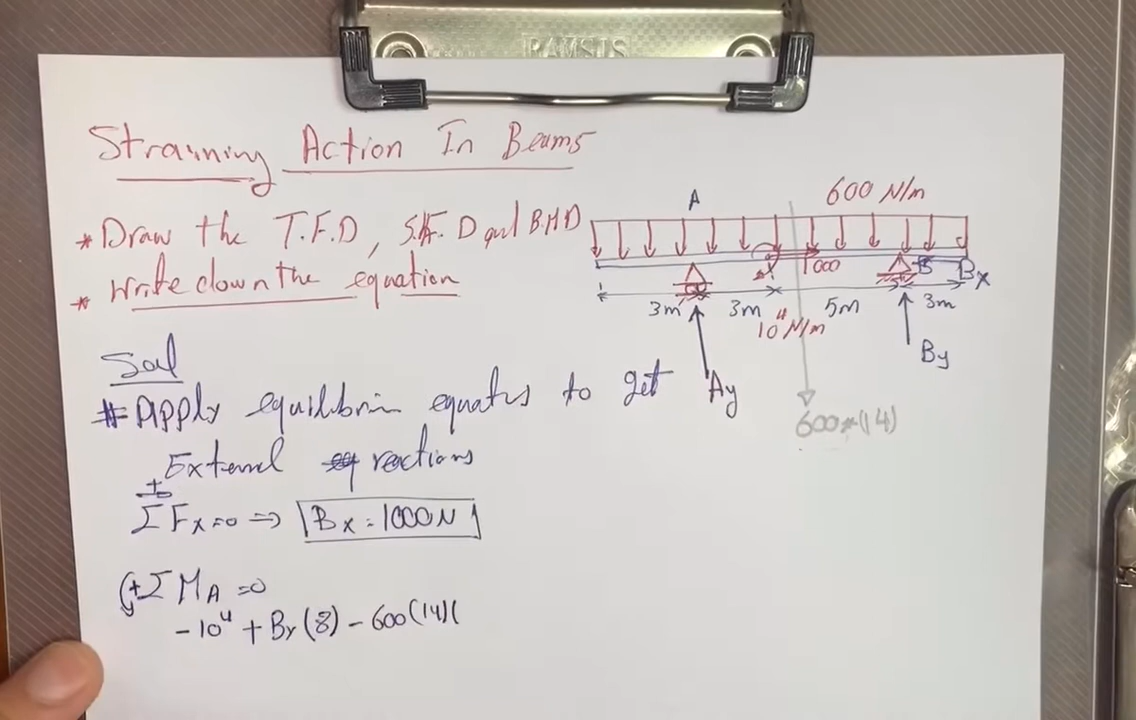 RAMSIS
Straining Action In Beams
* Draw the T.F.D, S.F.D and B.M.D
* Write down the equation
A
600 N/m
1000
B
Bx
3m
3m
5m
3m
10⁴ N/m
Ay
By
600*(14)
Sol
# Apply equilibrium equatns to get
External reactions
+
ΣFx=0 => Bx = 1000N
+ΣMA=0
-10⁴ + By(8) - 600(14)(